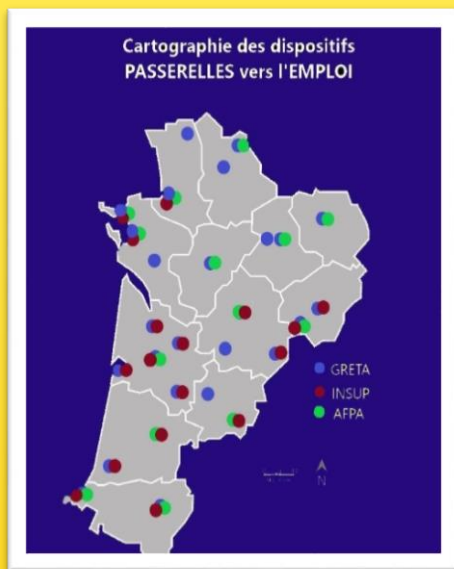 Cartographie des dispositifs
PASSERELLES vers l'EMPLOI
GRETA
INSUP
AFPA
N